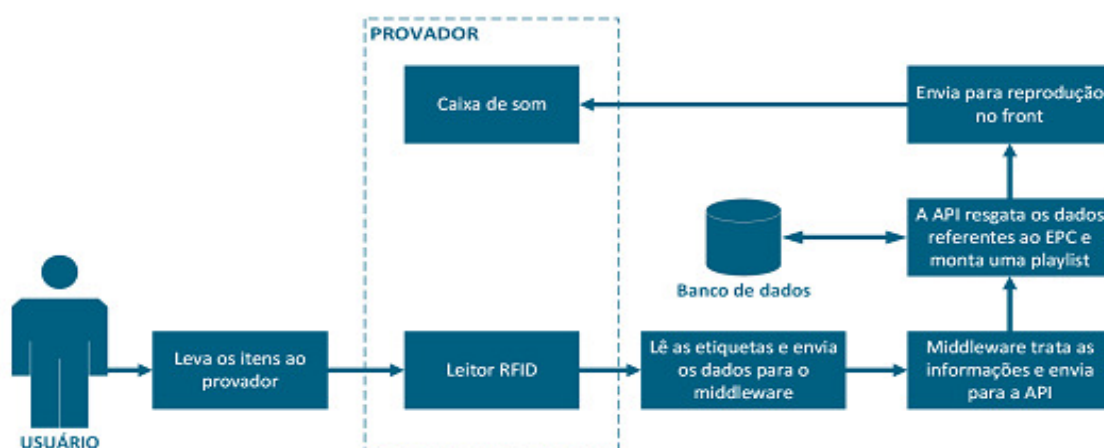 PROVADOR
Caixa de som
Envia para reprodução
no front
A API resgata os dados
referentes ao EPC e
monta uma playlist
Banco de dados
Leva os itens ao
provador
Leitor RFID
Lê as etiquetas e envia
os dados para o
middleware
Middleware trata as
informações e envia
para a API
USUÁRIO